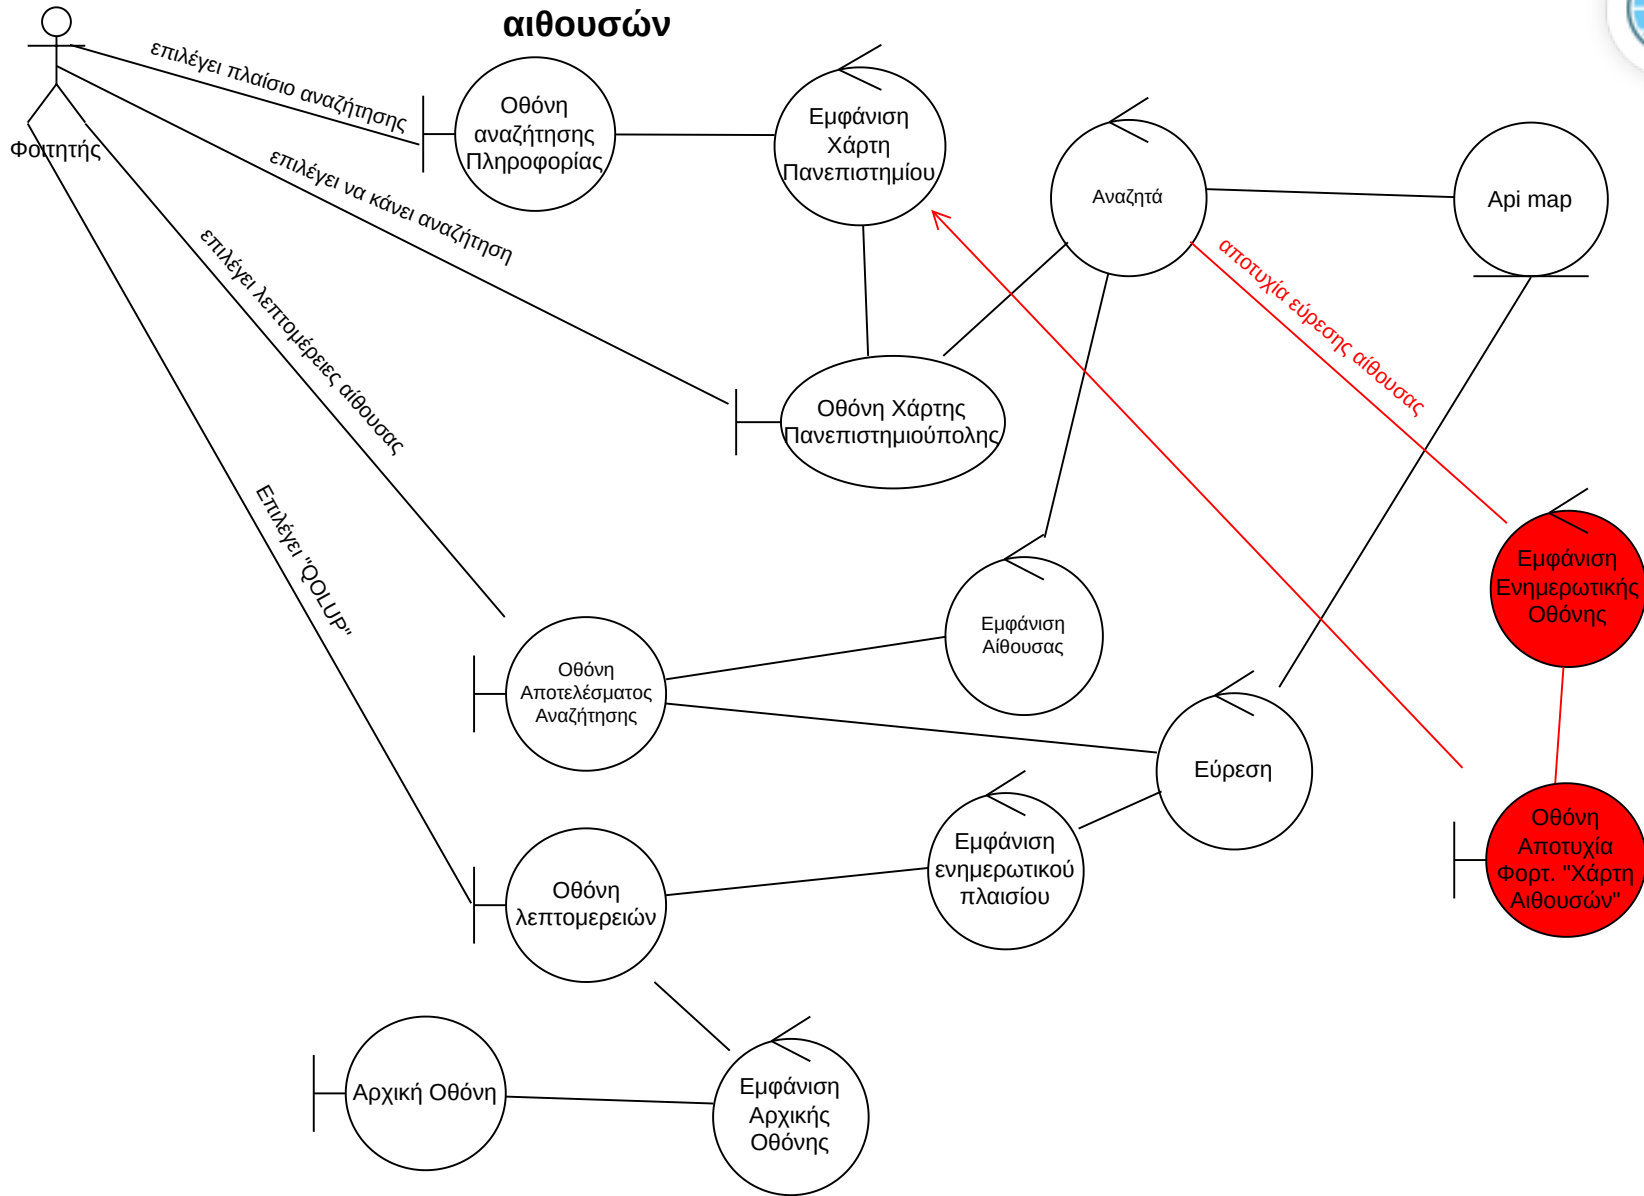 αιθουσών
Φοιτητής
επιλέγει πλαίσιο αναζήτησης
επιλέγει να κάνει αναζήτηση
επιλέγει λεπτομέρειες αίθουσας
Επιλέγει "QOLUP"
Οθόνη
αναζήτησης
Πληροφορίας
Εμφάνιση
Χάρτη
Πανεπιστημίου
Αναζητά
Api map
αποτυχία εύρεσης αίθουσας
Οθόνη Χάρτης
Πανεπιστημιούπολης
Εμφάνιση
Ενημερωτικής
Οθόνης
Εμφάνιση
Αίθουσας
Οθόνη
Αποτελέσματος
Αναζήτησης
Εύρεση
Οθόνη
Αποτυχία
Φορτ. "Χάρτη
Αιθουσών"
Εμφάνιση
ενημερωτικού
πλαισίου
Οθόνη
λεπτομερειών
Αρχική Οθόνη
Εμφάνιση
Αρχικής
Οθόνης